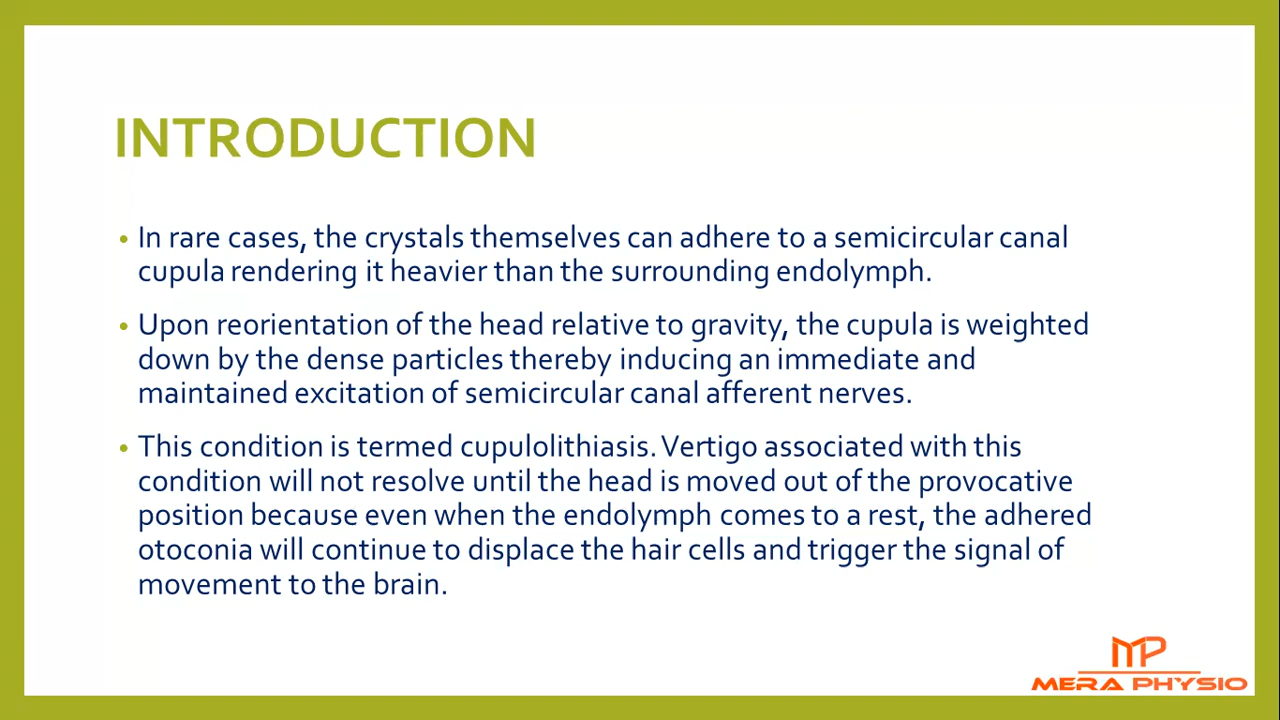 INTRODUCTION
• In rare cases, the crystals themselves can adhere to a semicircular canal
cupula rendering it heavier than the surrounding endolymph.
• Upon reorientation of the head relative to gravity, the cupula is weighted
down by the dense particles thereby inducing an immediate and
maintained excitation of semicircular canal afferent nerves.
• This condition is termed cupulolithiasis. Vertigo associated with this
condition will not resolve until the head is moved out of the provocative
position because even when the endolymph comes to a rest, the adhered
otoconia will continue to displace the hair cells and trigger the signal of
movement to the brain.
MP
MERA PHYSIO